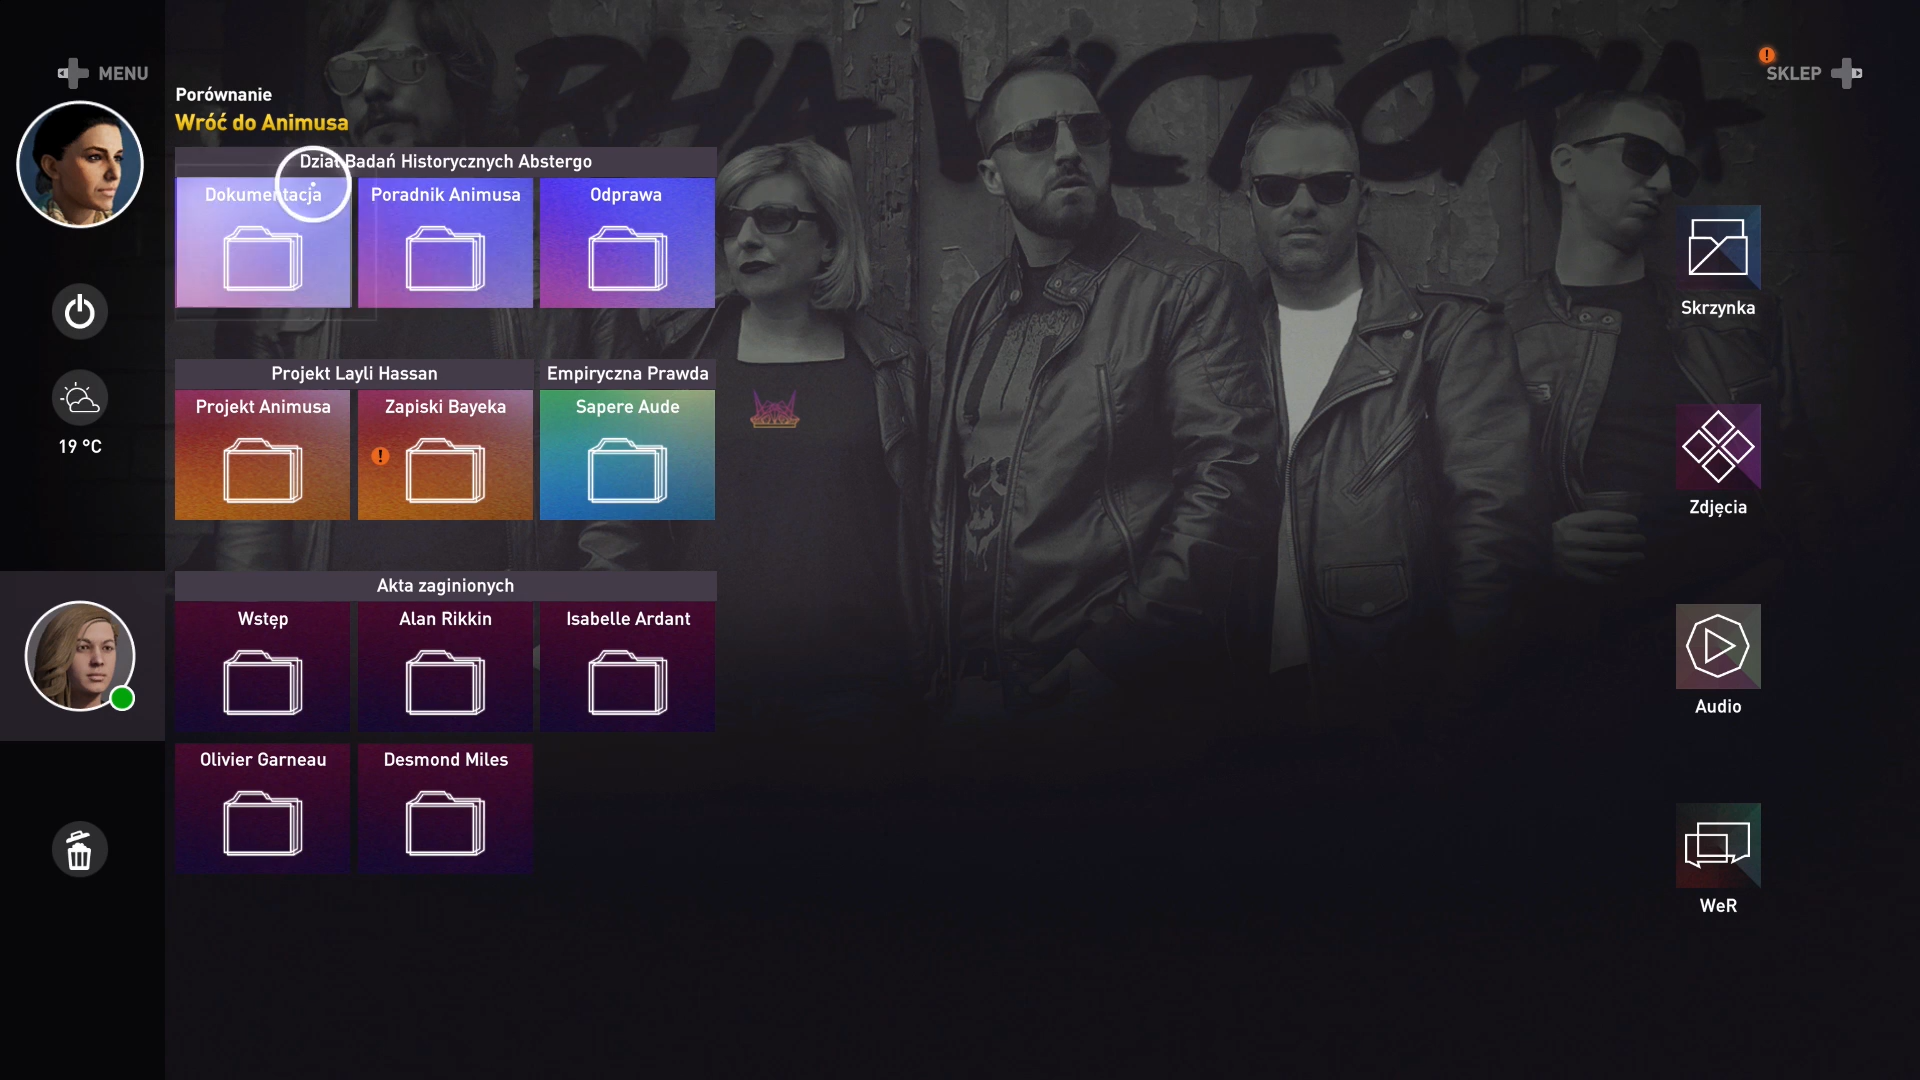 MENU
SKLEP
Porównanie
Wróć do Animusa
Dział Badań Historycznych Abstergo
Dokumentacja
Poradnik Animusa
Odprawa
Projekt Layli Hassan
Empiryczna Prawda
Projekt Animusa
Zapiski Bayeka
Sapere Aude
Akta zaginionych
Wstęp
Alan Rikkin
Isabelle Ardant
Olivier Garneau
Desmond Miles
19 °C
Skrzynka
Zdjęcia
Audio
WeR